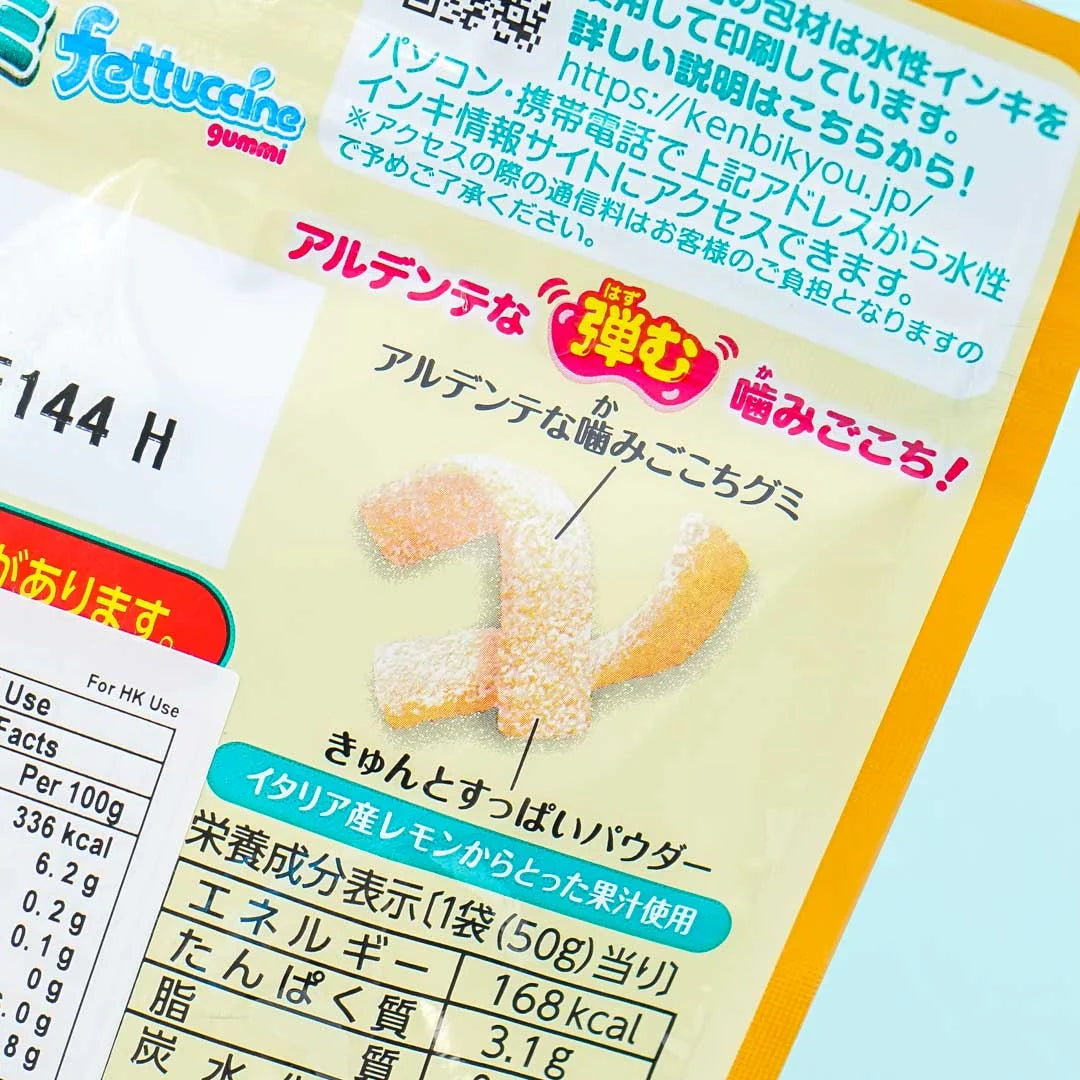 ミ fettuccine
gummi
の包材は水性インキを
使用して印刷しています。
詳しい説明はこちらから!
https://kenbikyou.jp/
パソコン・携帯電話で上記アドレスから水性
インキ情報サイトにアクセスできます。
※アクセスの際の通信料はお客様のご負担となりますの
で予めご了承ください。
アルデンテな 弾む 噛みごこち!
はず
か
アルデンテな噛みごこちグミ
か
144 H
があります。
きゅんとすっぱいパウダー
イタリア産レモンからとった果汁使用
For HK Use
Use
Facts
Per 100g
336 kcal
6.2 g
0.2 g
0.1 g
0 g
.0 g
8 g
栄養成分表示〔1袋(50g)当り〕
エネルギー 168kcal
たんぱく質 3.1g
脂 質
炭 水